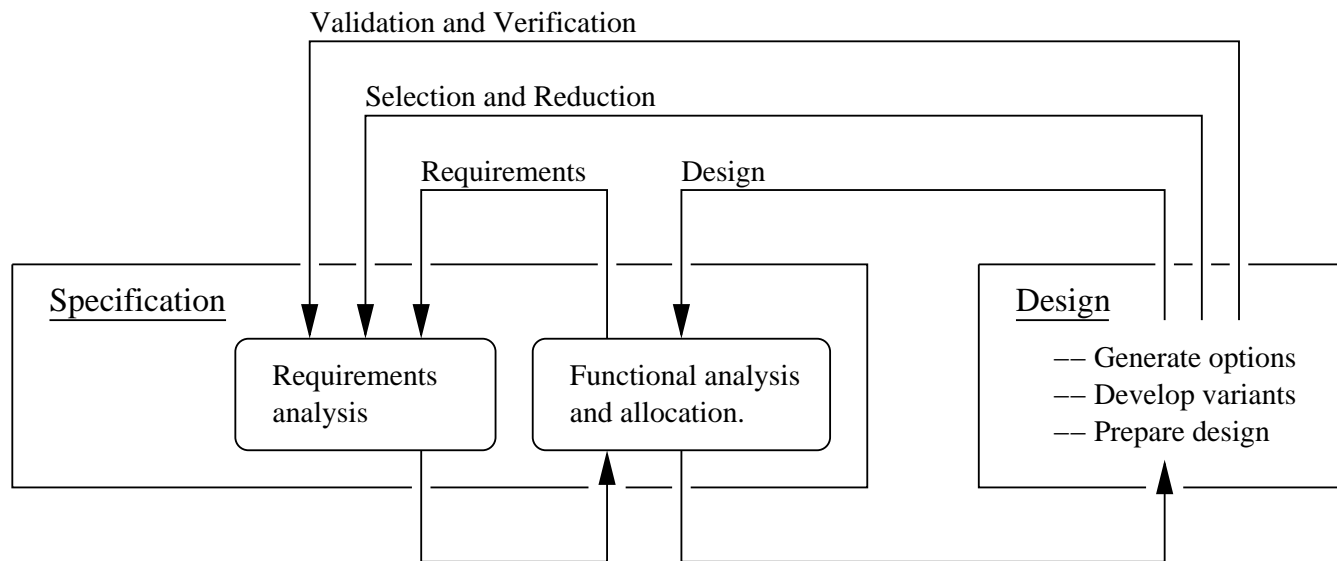 Validation and Verification
Selection and Reduction
Requirements
Design
Specification
Design
Requirements
analysis
Functional analysis
and allocation.
−− Generate options
−− Develop variants
−− Prepare design